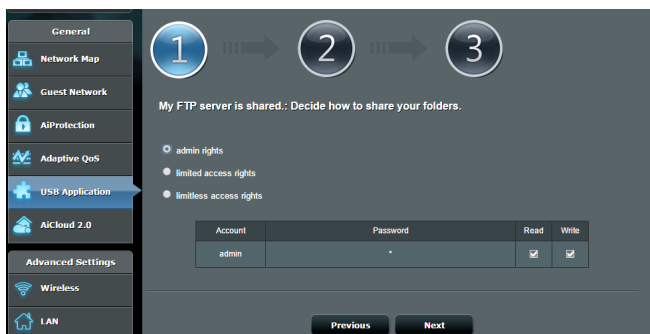 General
Network Map
Guest Network
AiProtection
Adaptive QoS
USB Application
AiCloud 2.0
Advanced Settings
Wireless
LAN
1 2 3
My FTP server is shared.: Decide how to share your folders.
admin rights
limited access rights
limitless access rights
Account Password Read Write
admin *
Previous Next